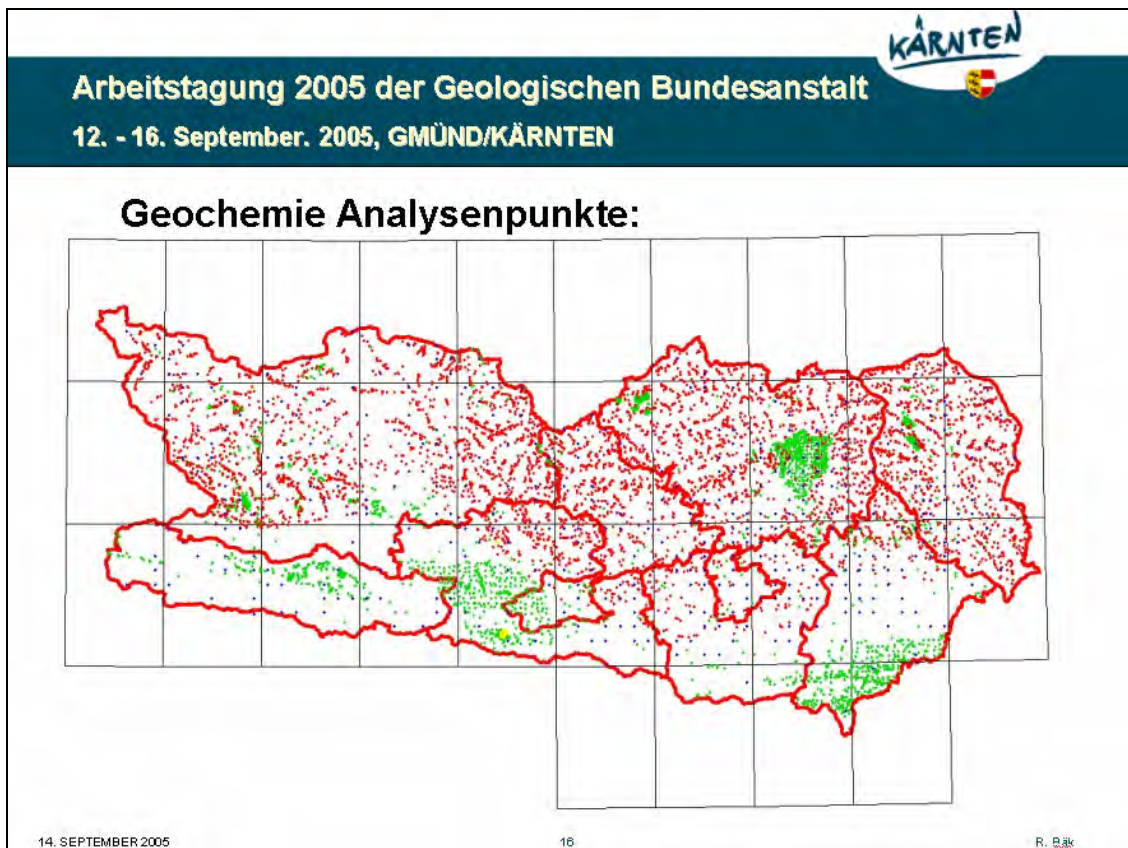 KÄRNTEN
Arbeitstagung 2005 der Geologischen Bundesanstalt
12. - 16. September. 2005, GMÜND/KÄRNTEN
Geochemie Analysenpunkte:
14. SEPTEMBER 2005
16
R. Bäk